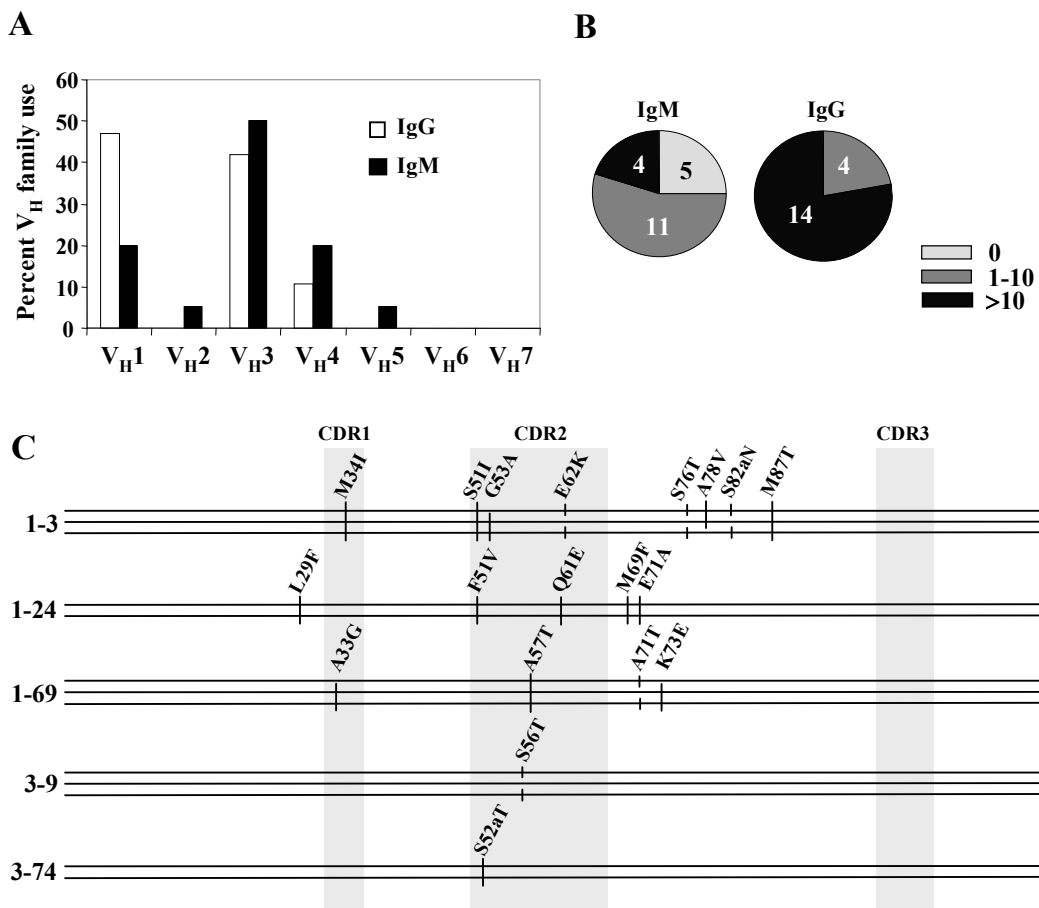 A
Percent VH family use
60
50
40
30
20
10
0
IgG
IgM
VH1 VH2 VH3 VH4 VH5 VH6 VH7
B
IgM IgG
4 5 11
4 14
0
1-10
>10
C
CDR1 CDR2 CDR3
M34I S51I G53A E62K S76T A78V S82aN M87T
1-3
L29F F51V Q61E M69F E71A
1-24
A33G A57T A71T K73E
1-69
S56T
3-9
S52aT
3-74